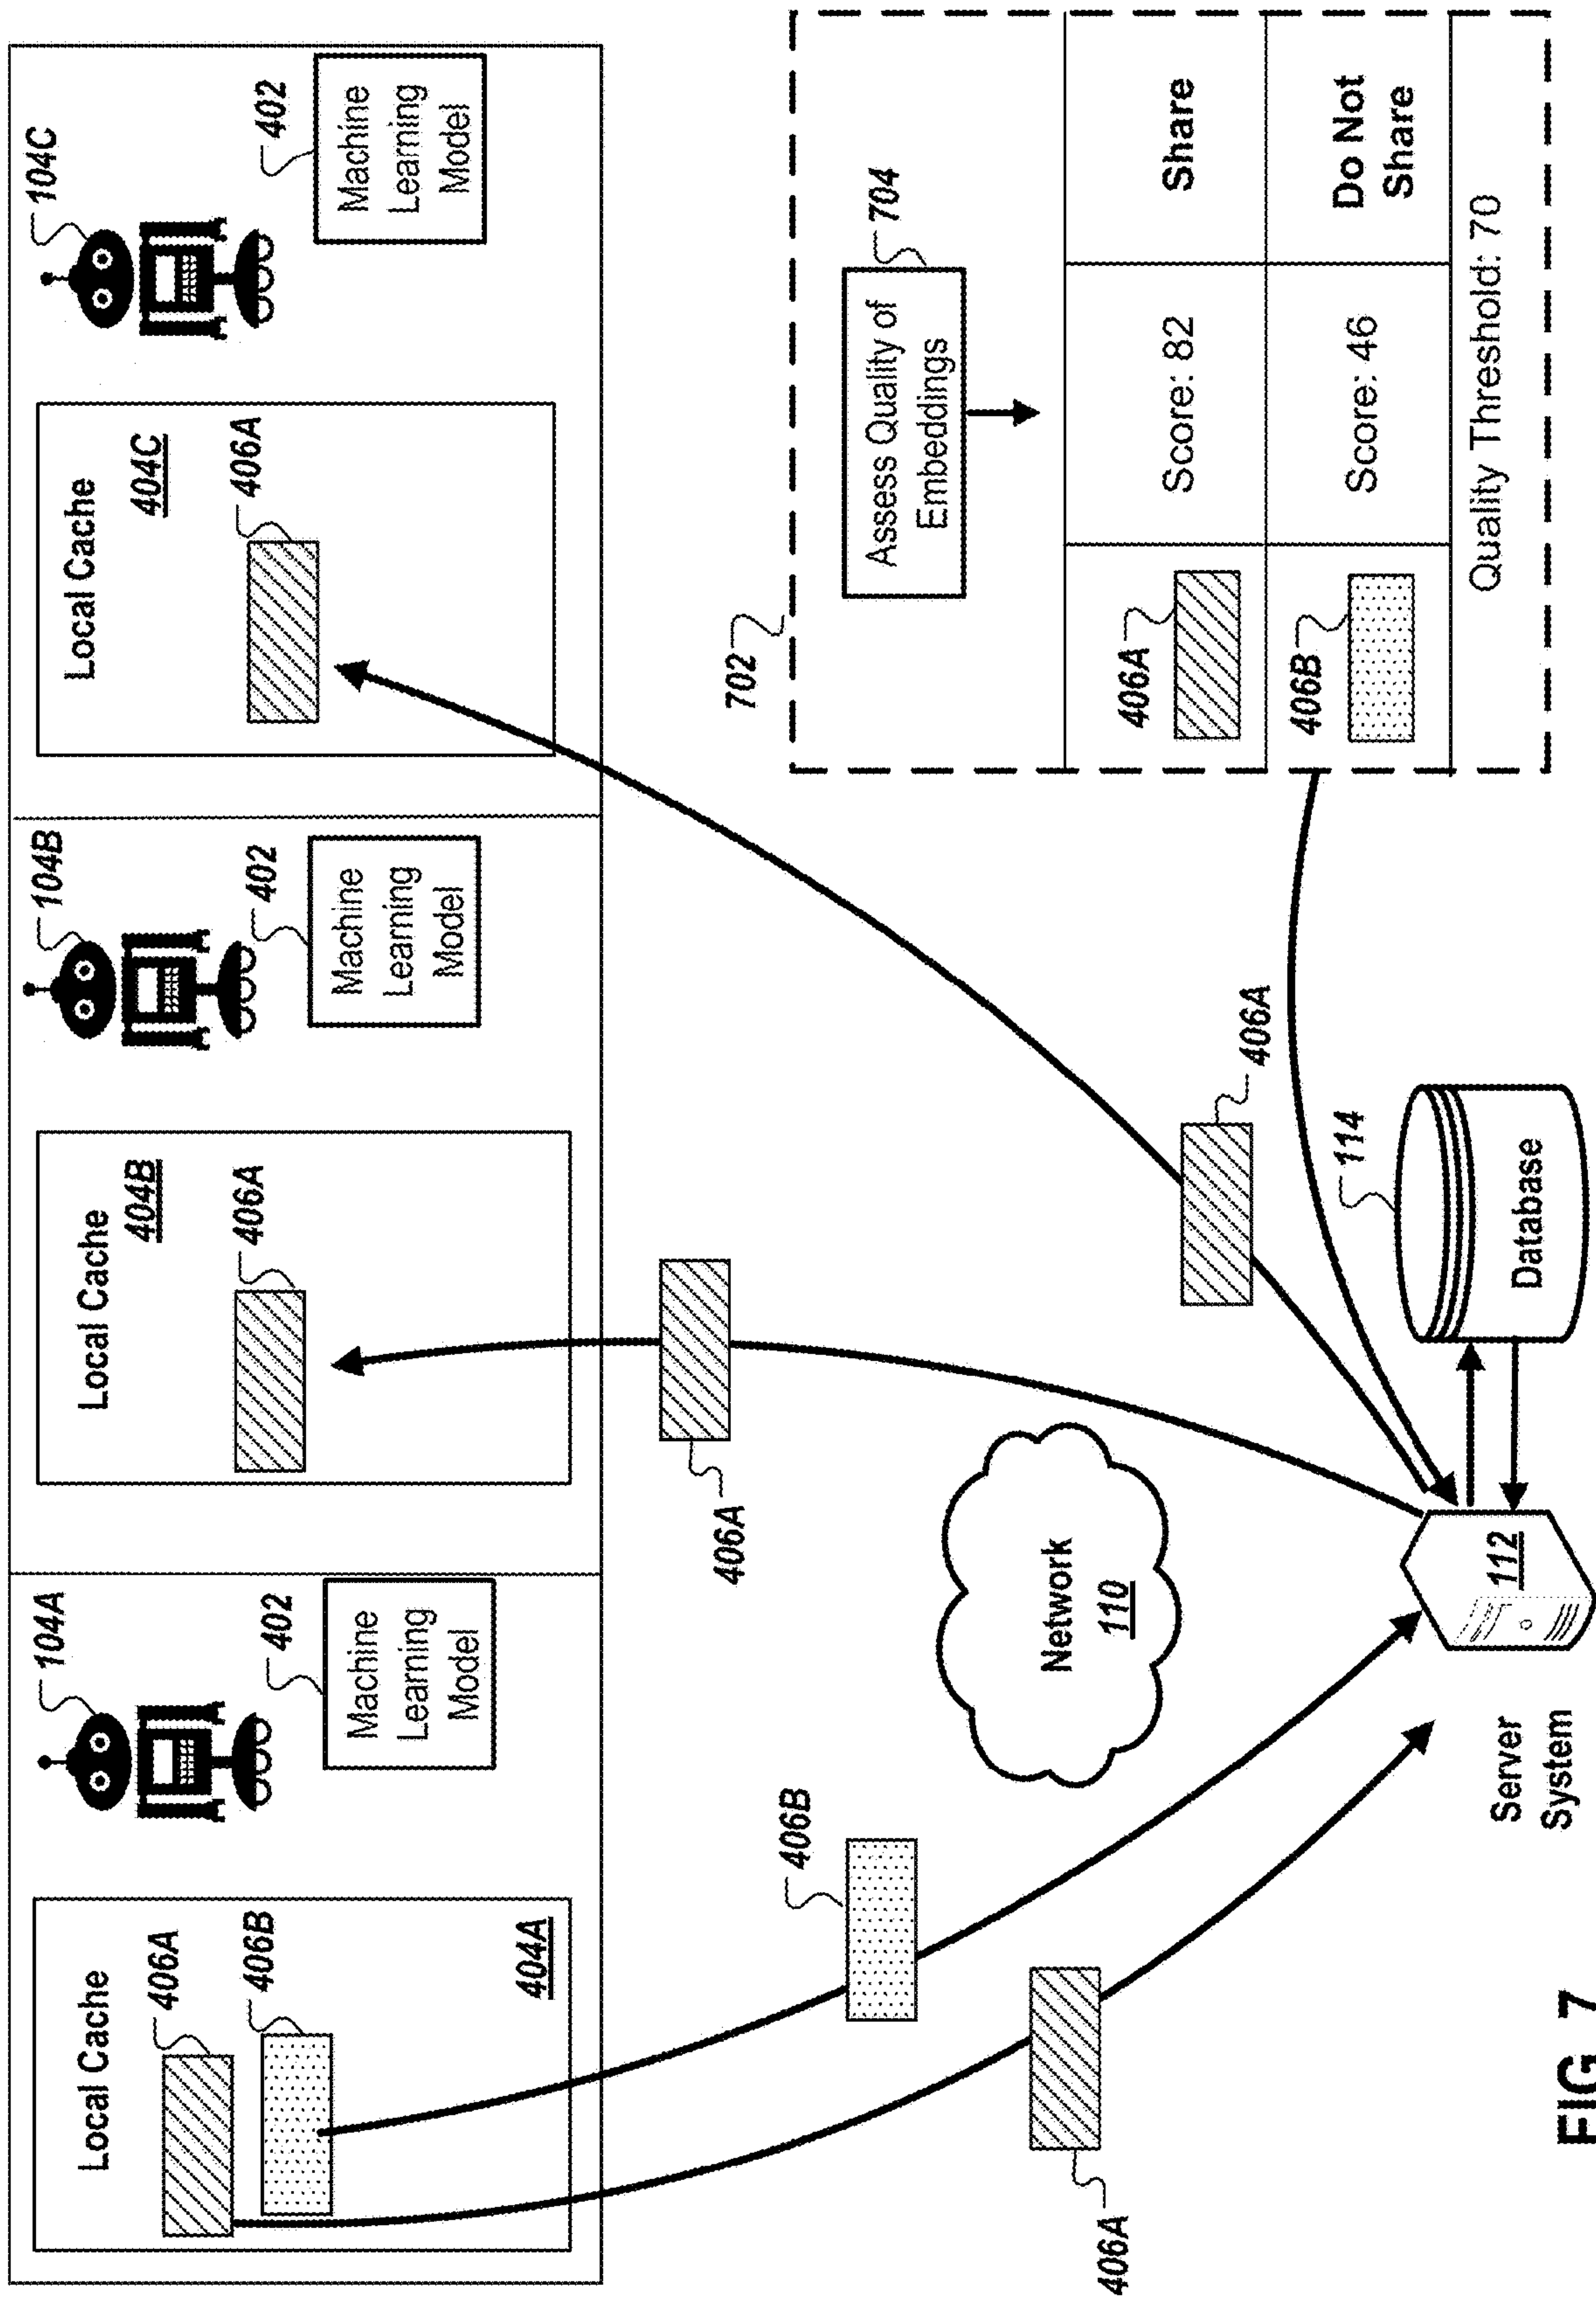 Local Cache
406A
406B
404A
104A
402
Machine
Learning
Model
Local Cache
404B
406A
104B
402
Machine
Learning
Model
Local Cache
404C
406A
104C
402
Machine
Learning
Model
406A
406B
406A
406A
Network
110
Server
System
112
114
Database
702
704
Assess Quality of
Embeddings
406A
Score: 82
Share
406B
Score: 46
Do Not
Share
Quality Threshold: 70
FIG. 7